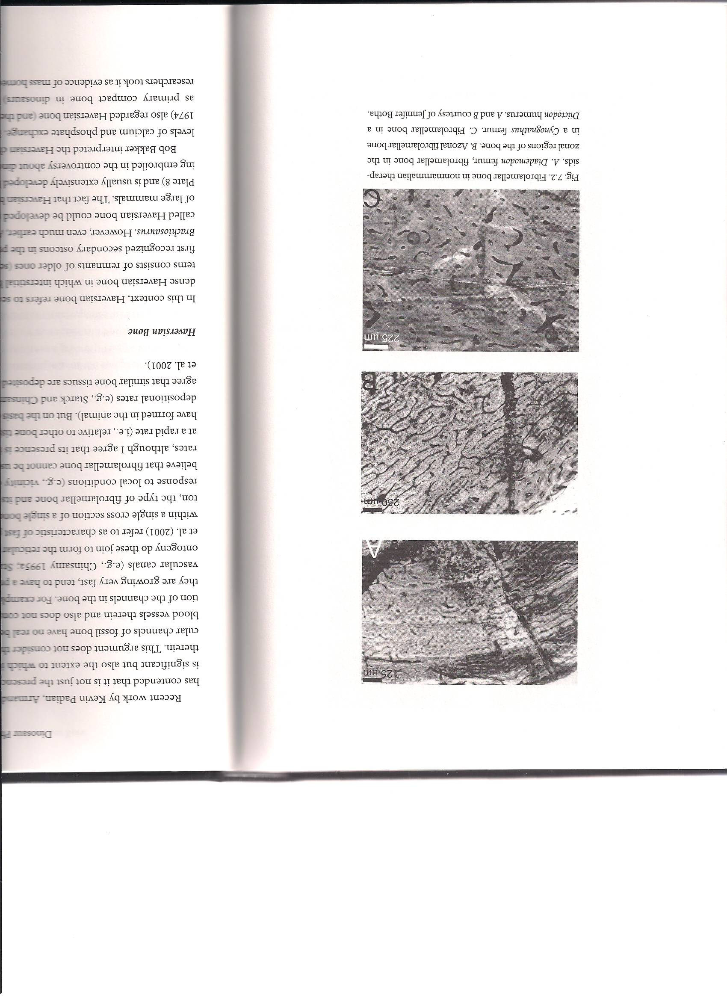 A
125 µm
B
250 µm
C
225 µm
Fig. 7.2. Fibrolamellar bone in nonmammalian therap-
sids. A. Diademodon femur, fibrolamellar bone in the
zonal regions of the bone. B. Azonal fibrolamellar bone
in a Cynognathus femur. C. Fibrolamellar bone in a
Diictodon humerus. A and B courtesy of Jennifer Botha.
Dinosaur
Recent work by Kevin Padian, Armand
has contended that it is not just the presenc
is significant but also the extent to which
therein. This argument does not consider th
cular channels of fossil bone have no real be
blood vessels therein and also does not con
tion of the channels in the bone. For exampl
they are growing very fast, tend to have a p
vascular canals (e.g., Chinsamy 1995a; Sta
ontogeny do these join to form the reticular
et al. (2001) refer to as characteristic of fast
within a single cross section of a single bone
ton, the type of fibrolamellar bone and its
response to local conditions (e.g., vicinity
believe that fibrolamellar bone cannot be us
rates, although I agree that its presence is
at a rapid rate (i.e., relative to other bone tis
have formed in the animal). But on the basis
depositional rates (e.g., Starck and Chinsam
agree that similar bone tissues are deposited
et al. 2001).
Haversian Bone
In this context, Haversian bone refers to se
dense Haversian bone in which interstitial
tems consists of remnants of older ones (se
first recognized secondary osteons in the p
Brachiosaurus. However, even much earlier,
called Haversian bone could be developed
of large mammals. The fact that Haversian b
Plate 8) and is usually extensively developed
ing embroiled in the controversy about din
Bob Bakker interpreted the Haversian
levels of calcium and phosphate exchange.
1974) also regarded Haversian bone (and the
as primary compact bone in dinosaurs)
researchers took it as evidence of mass home